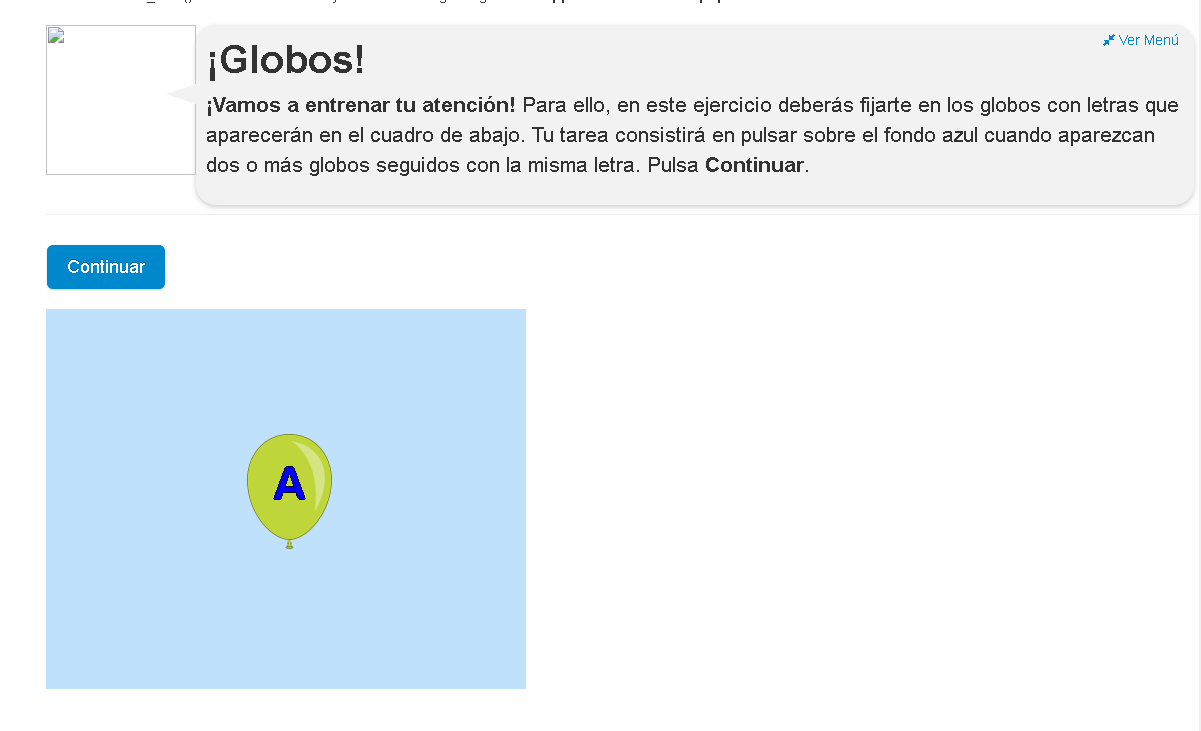 Ver Menú
¡Globos!
¡Vamos a entrenar tu atención! Para ello, en este ejercicio deberás fijarte en los globos con letras que
aparecerán en el cuadro de abajo. Tu tarea consistirá en pulsar sobre el fondo azul cuando aparezcan
dos o más globos seguidos con la misma letra. Pulsa Continuar.
Continuar
A